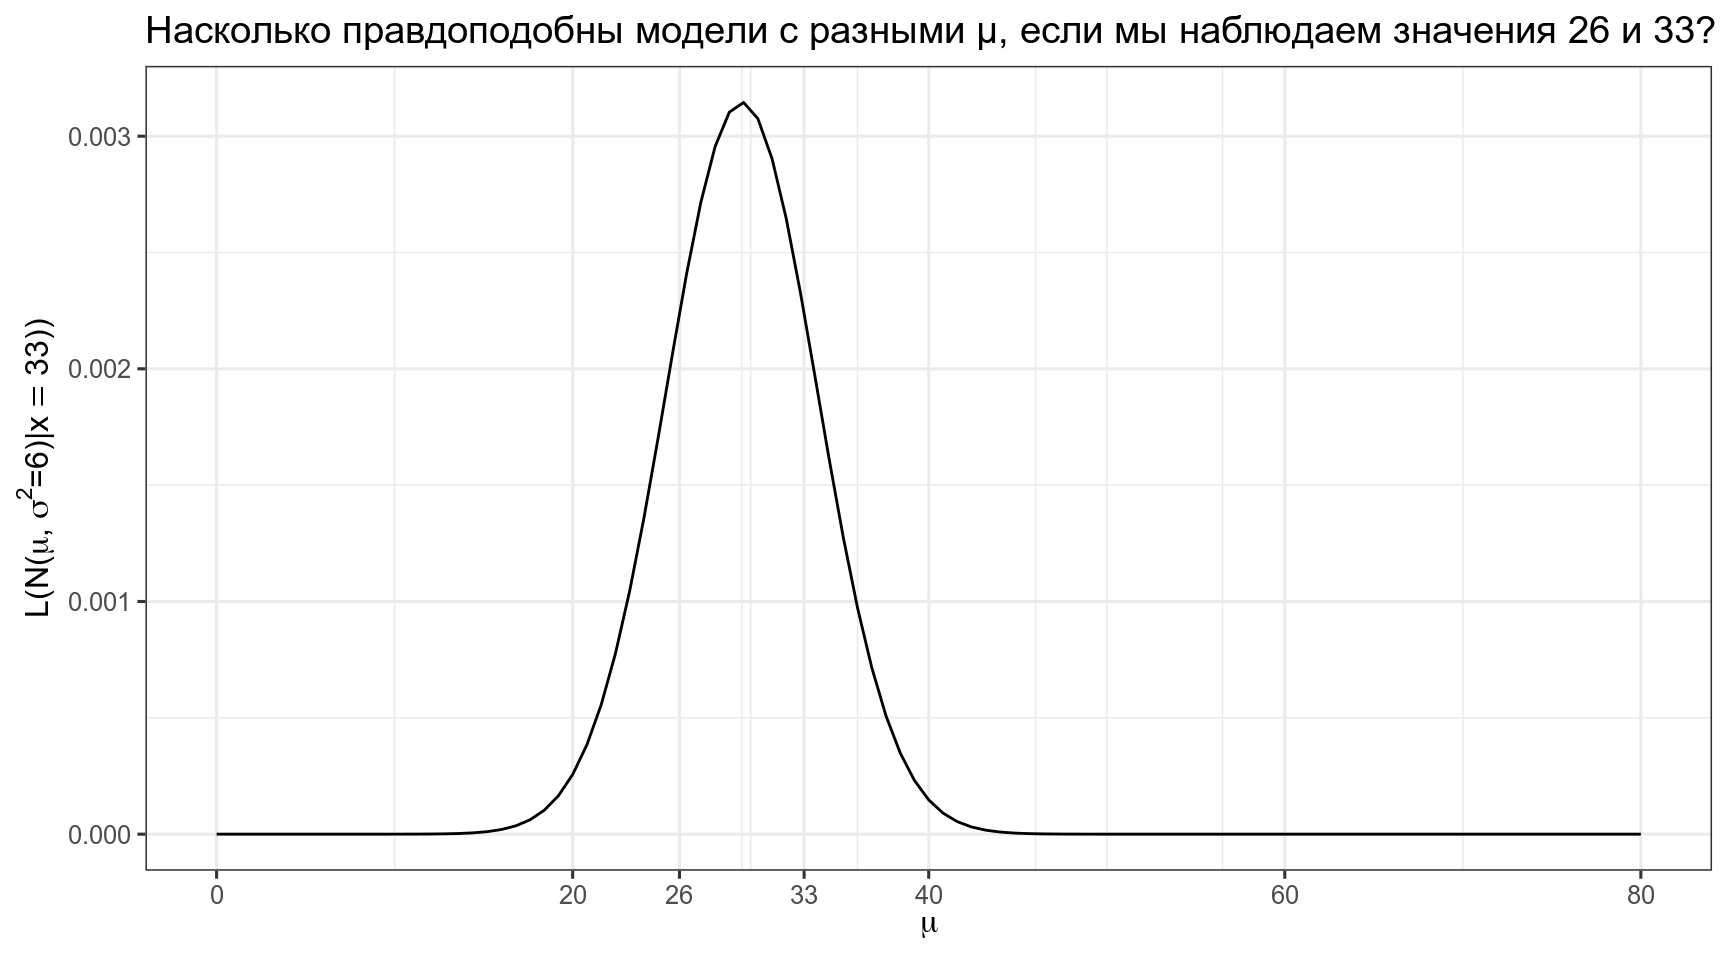 Насколько правдоподобны модели с разными μ, если мы наблюдаем значения 26 и 33?
L(N(μ, σ²=6)|x = 33))
0.003
0.002
0.001
0.000
0 20 26 33 40 60 80
μ